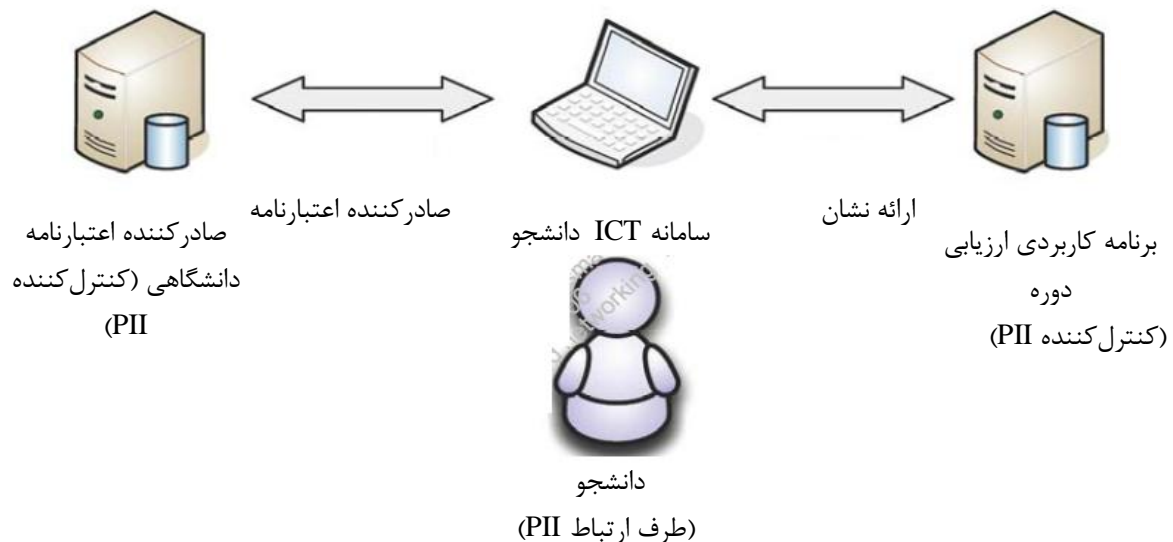 صادرکننده اعتبارنامه
دانشگاهی (کنترل‌کننده
PII)
صادرکننده اعتبارنامه
سامانه ICT دانشجو
ارائه نشان
برنامه کاربردی ارزیابی
دوره
(کنترل‌کننده PII)
دانشجو
(طرف ارتباط PII)